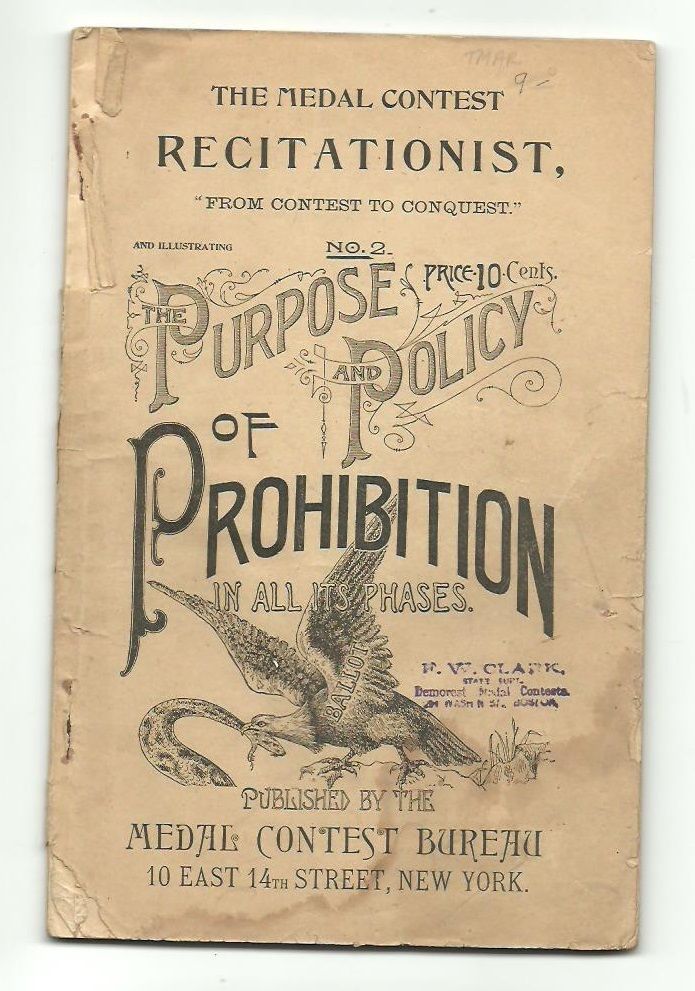 TMAR
9-
THE MEDAL CONTEST
RECITATIONIST,
"FROM CONTEST TO CONQUEST."
AND ILLUSTRATING
NO. 2.
PRICE·10·Cents.
THE PURPOSE
AND POLICY
OF
PROHIBITION
IN ALL ITS PHASES.
BALLOT
F. W. CLARK,
STATE SUPT.
Demorest Medal Contests.
BOSTON,
PUBLISHED BY THE
MEDAL CONTEST BUREAU
10 EAST 14TH STREET, NEW YORK.